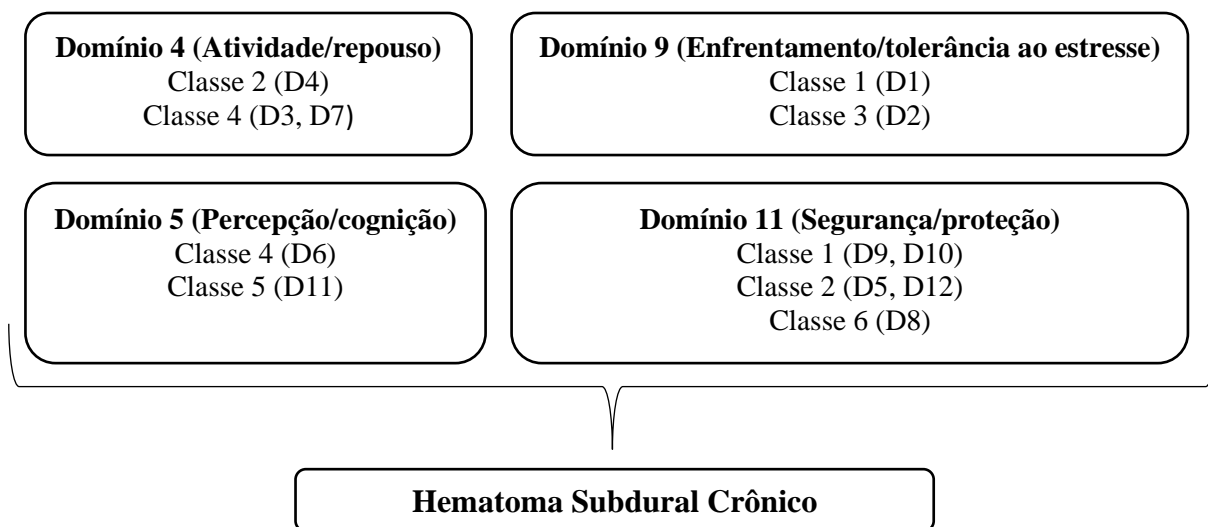 Domínio 4 (Atividade/repouso)
Classe 2 (D4)
Classe 4 (D3, D7)
Domínio 9 (Enfrentamento/tolerância ao estresse)
Classe 1 (D1)
Classe 3 (D2)
Domínio 5 (Percepção/cognição)
Classe 4 (D6)
Classe 5 (D11)
Domínio 11 (Segurança/proteção)
Classe 1 (D9, D10)
Classe 2 (D5, D12)
Classe 6 (D8)
Hematoma Subdural Crônico